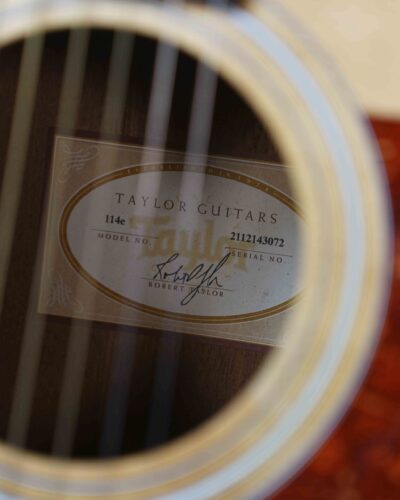 TAYLOR GUITARS
114e 2112143072
MODEL NO. SERIAL NO
Taylor
ROBERT TAYLOR